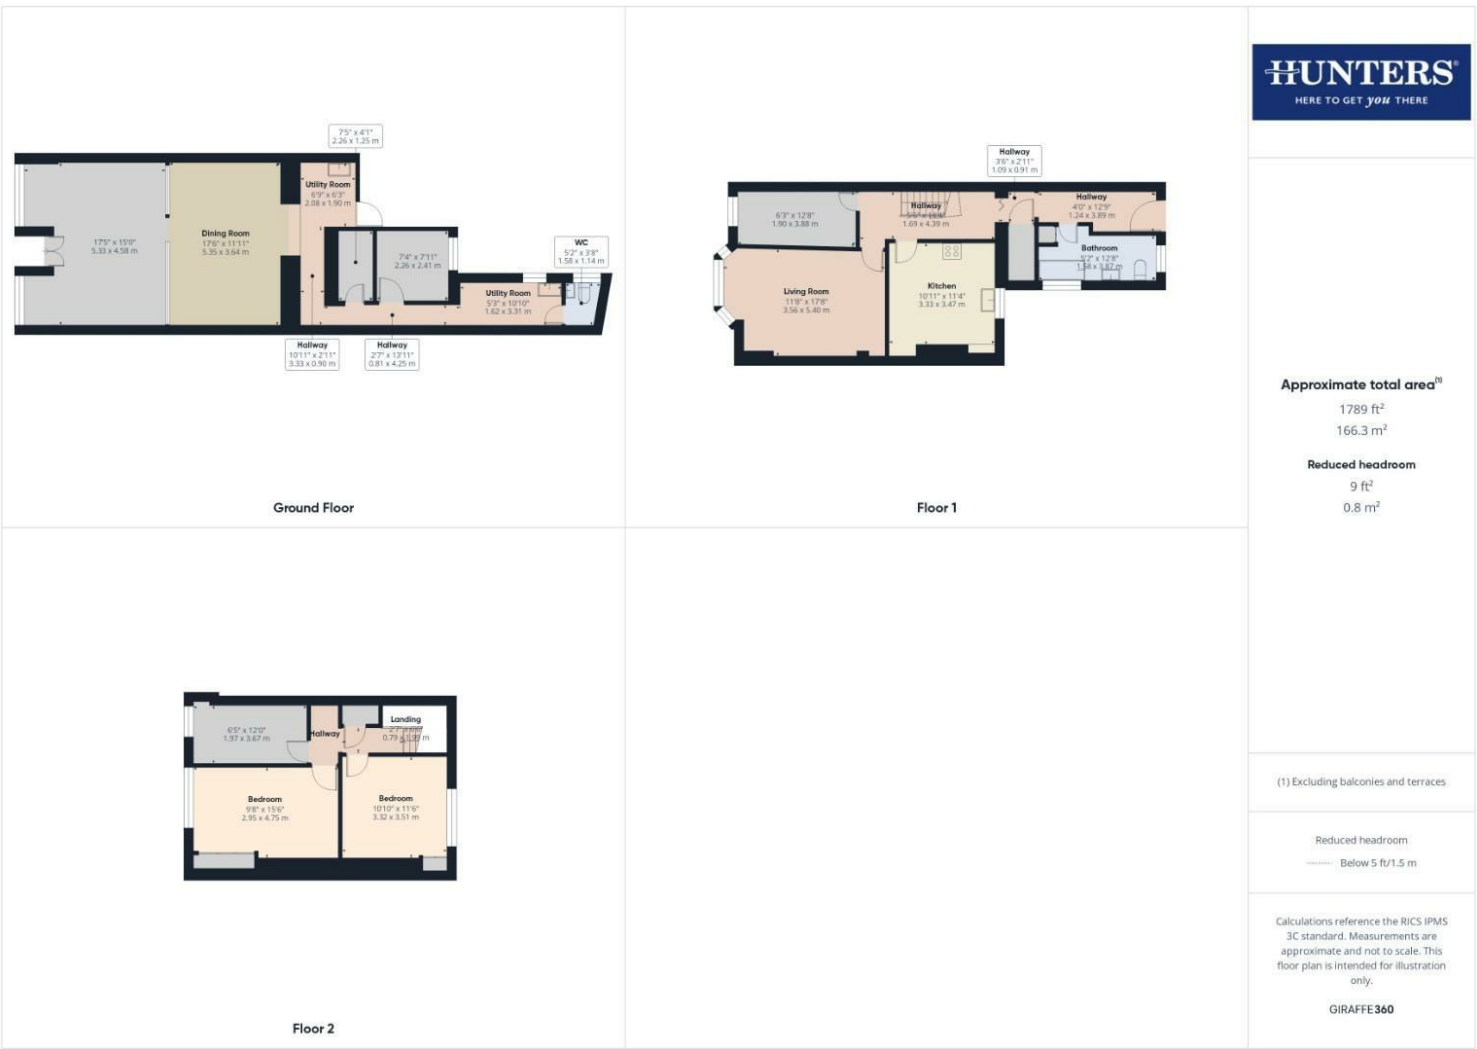 7'5" x 4'1"
2.26 x 1.25 m
Utility Room
6'9" x 6'3"
2.08 x 1.90 m
17'5" x 15'0"
5.33 x 4.58 m
Dining Room
17'6" x 11'11"
5.35 x 3.64 m
7'4" x 7'11"
2.26 x 2.41 m
WC
5'2" x 3'8"
1.58 x 1.14 m
Utility Room
5'3" x 10'10"
1.62 x 3.31 m
Hallway
10'11" x 2'11"
3.33 x 0.90 m
Hallway
2'7" x 13'11"
0.81 x 4.25 m
Ground Floor
Hallway
3'6" x 2'11"
1.09 x 0.91 m
6'3" x 12'8"
1.90 x 3.88 m
Hallway
1.69 x 4.39 m
Hallway
4'0" x 12'9"
1.24 x 3.89 m
Bathroom
5'2" x 12'8"
1.58 x 3.87 m
Living Room
11'8" x 17'8"
3.56 x 5.40 m
Kitchen
10'11" x 11'4"
3.33 x 3.47 m
Floor 1
6'5" x 12'0"
1.97 x 3.67 m
Hallway
Landing
0.79 x m
Bedroom
9'8" x 15'6"
2.95 x 4.75 m
Bedroom
10'10" x 11'6"
3.32 x 3.51 m
Floor 2
HUNTERS®
HERE TO GET you THERE
Approximate total area(1)
1789 ft²
166.3 m²
Reduced headroom
9 ft²
0.8 m²
(1) Excluding balconies and terraces
Reduced headroom
Below 5 ft/1.5 m
Calculations reference the RICS IPMS
3C standard. Measurements are
approximate and not to scale. This
floor plan is intended for illustration
only.
GIRAFFE360